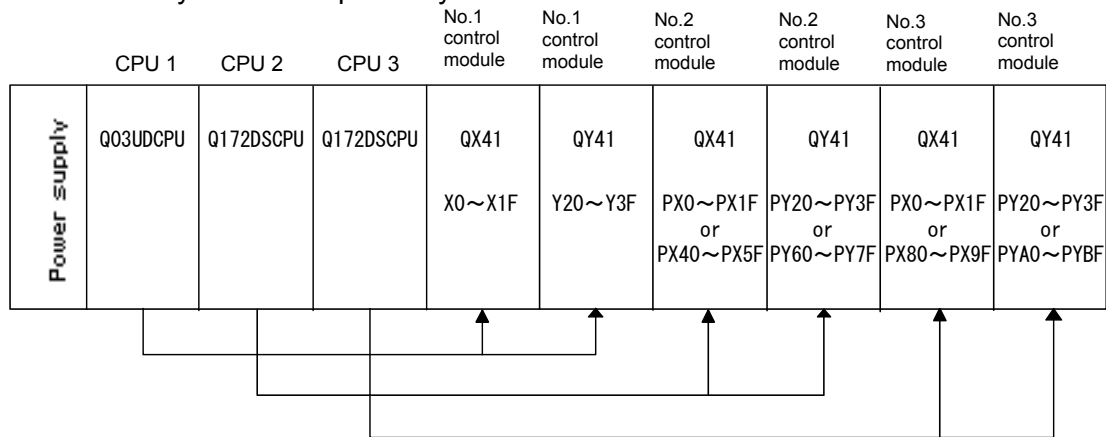 No.1 control module
No.1 control module
No.2 control module
No.2 control module
No.3 control module
No.3 control module
CPU 1
CPU 2
CPU 3
Power supply
Q03UDCPU
Q172DSCPU
Q172DSCPU
QX41
X0~X1F
QY41
Y20~Y3F
QX41
PX0~PX1F
or
PX40~PX5F
QY41
PY20~PY3F
or
PY60~PY7F
QX41
PX0~PX1F
or
PX80~PX9F
QY41
PY20~PY3F
or
PYA0~PYBF